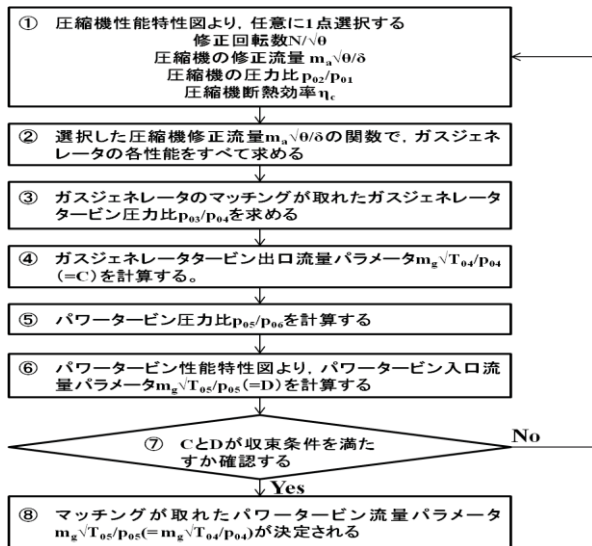 ① 圧縮機性能特性図より，任意に1点選択する
修正回転数N/√θ
圧縮機の修正流量 mₐ√θ/δ
圧縮機の圧力比 p₀₂/p₀₁
圧縮機断熱効率η꜀
② 選択した圧縮機修正流量mₐ√θ/δの関数で，ガスジェネ
レータの各性能をすべて求める
③ ガスジェネレータのマッチングが取れたガスジェネレータ
タービン圧力比p₀₃/p₀₄を求める
④ ガスジェネレータタービン出口流量パラメータm_g√T₀₄/p₀₄
(=C)を計算する。
⑤ パワータービン圧力比p₀₅/p₀₆を計算する
⑥ パワータービン性能特性図より，パワータービン入口流
量パラメータm_g√T₀₅/p₀₅(=D)を計算する
⑦ CとDが収束条件を満た
すか確認する
No
Yes
⑧ マッチングが取れたパワータービン流量パラメータ
m_g√T₀₅/p₀₅(= m_g√T₀₄/p₀₄)が決定される